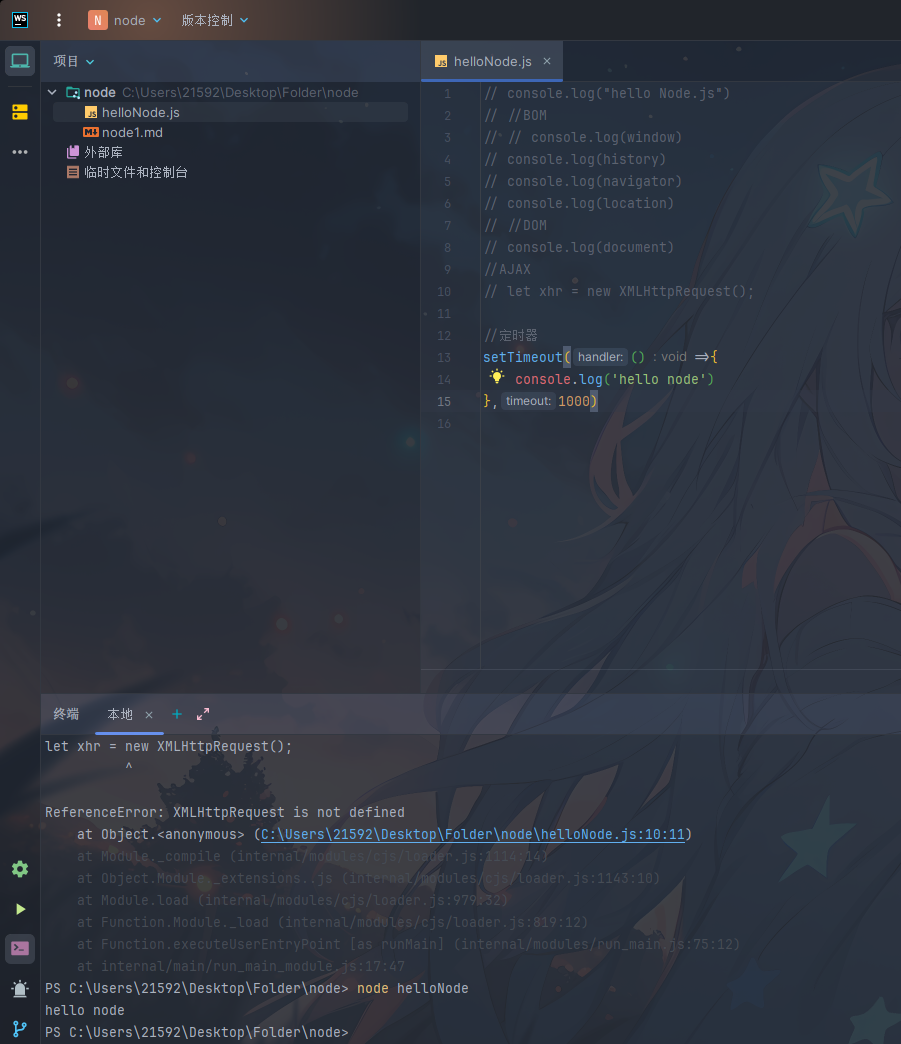 WS
N node 版本控制
项目
helloNode.js
node C:\Users\21592\Desktop\Folder\node
JS helloNode.js
M↓ node1.md
外部库
临时文件和控制台
1 // console.log("hello Node.js")
2 // //BOM
3 // // console.log(window)
4 // console.log(history)
5 // console.log(navigator)
6 // console.log(location)
7 // //DOM
8 // console.log(document)
9 //AJAX
10 // let xhr = new XMLHttpRequest();
11
12 //定时器
13 setTimeout( handler: () : void =>{
14 console.log('hello node')
15 }, timeout: 1000)
16
终端 本地
let xhr = new XMLHttpRequest();
^
ReferenceError: XMLHttpRequest is not defined
at Object.<anonymous> (C:\Users\21592\Desktop\Folder\node\helloNode.js:10:11)
at Module._compile (internal/modules/cjs/loader.js:1114:14)
at Object.Module._extensions..js (internal/modules/cjs/loader.js:1143:10)
at Module.load (internal/modules/cjs/loader.js:979:32)
at Function.Module._load (internal/modules/cjs/loader.js:819:12)
at Function.executeUserEntryPoint [as runMain] (internal/modules/run_main.js:75:12)
at internal/main/run_main_module.js:17:47
PS C:\Users\21592\Desktop\Folder\node> node helloNode
hello node
PS C:\Users\21592\Desktop\Folder\node>